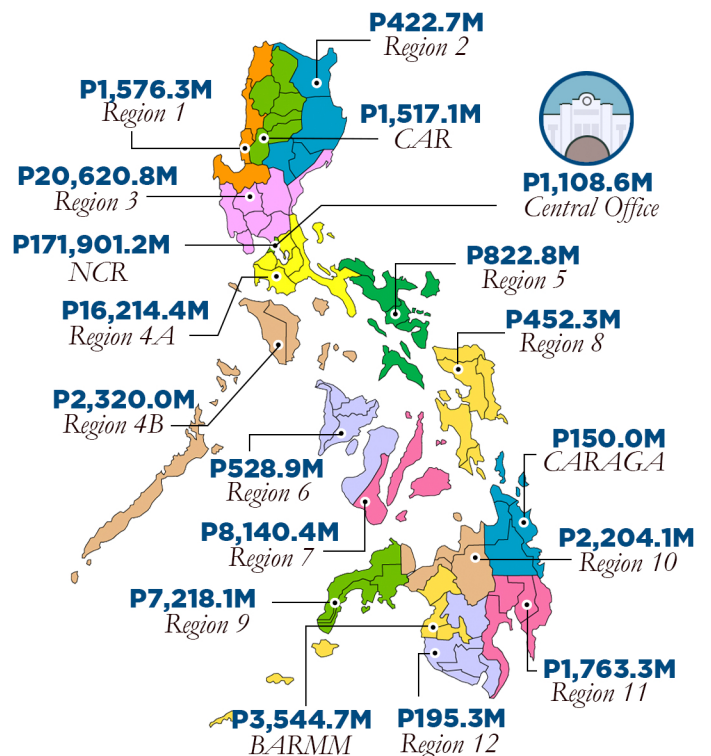 P422.7M
Region 2
P1,576.3M
Region 1
P1,517.1M
CAR
P20,620.8M
Region 3
P1,108.6M
Central Office
P171,901.2M
NCR
P822.8M
Region 5
P16,214.4M
Region 4A
P452.3M
Region 8
P2,320.0M
Region 4B
P150.0M
CARAGA
P528.9M
Region 6
P8,140.4M
Region 7
P2,204.1M
Region 10
P7,218.1M
Region 9
P1,763.3M
Region 11
P3,544.7M
BARMM
P195.3M
Region 12